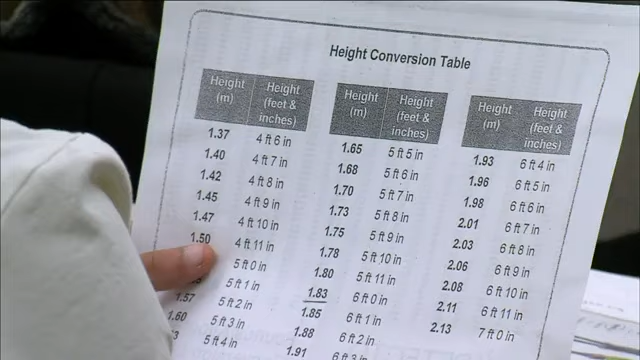 Height Conversion Table
Height (m) Height (feet & inches)
1.37 4 ft 6 in
1.40 4 ft 7 in
1.42 4 ft 8 in
1.45 4 ft 9 in
1.47 4 ft 10 in
1.50 4 ft 11 in
5 ft 0 in
5 ft 1 in
1.57 5 ft 2 in
1.60 5 ft 3 in
5 ft 4 in
Height (m) Height (feet & inches)
1.65 5 ft 5 in
1.68 5 ft 6 in
1.70 5 ft 7 in
1.73 5 ft 8 in
1.75 5 ft 9 in
1.78 5 ft 10 in
1.80 5 ft 11 in
1.83 6 ft 0 in
1.85 6 ft 1 in
1.88 6 ft 2 in
1.91 6 ft 3 in
Height (m) Height (feet & inches)
1.93 6 ft 4 in
1.96 6 ft 5 in
1.98 6 ft 6 in
2.01 6 ft 7 in
2.03 6 ft 8 in
2.06 6 ft 9 in
2.08 6 ft 10 in
2.11 6 ft 11 in
2.13 7 ft 0 in